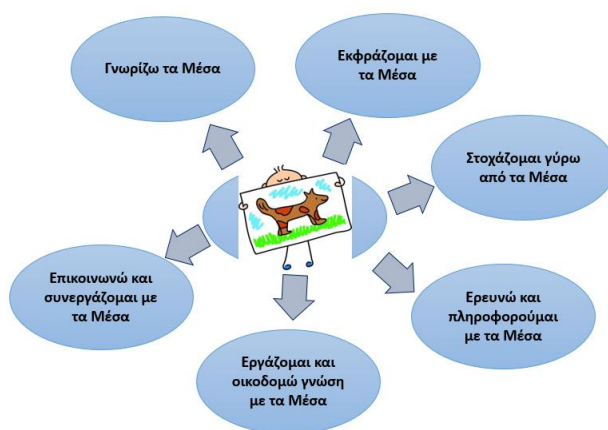 Γνωρίζω τα Μέσα
Εκφράζομαι με
τα Μέσα
Στοχάζομαι γύρω
από τα Μέσα
Ερευνώ και
πληροφορούμαι
με τα Μέσα
Εργάζομαι και
οικοδομώ γνώση
με τα Μέσα
Επικοινωνώ και
συνεργάζομαι με
τα Μέσα